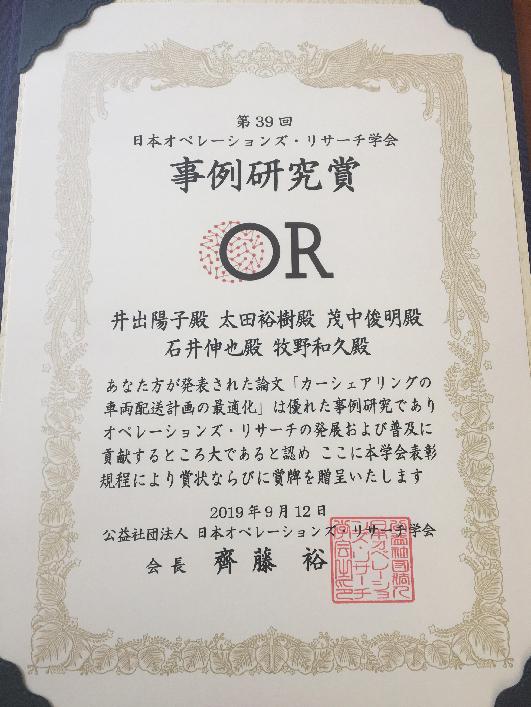 第39回
日本オペレーションズ・リサーチ学会
事例研究賞
OR
井出陽子殿 太田裕樹殿 茂中俊明殿
石井伸也殿 牧野和久殿
あなた方が発表された論文「カーシェアリングの
車両配送計画の最適化」は優れた事例研究であり
オペレーションズ・リサーチの発展および普及に
貢献するところ大であると認め ここに本学会表彰
規程により賞状ならびに賞牌を贈呈いたします
2019年9月12日
公益社団法人 日本オペレーションズ・リサーチ学会
会長 齊藤 裕